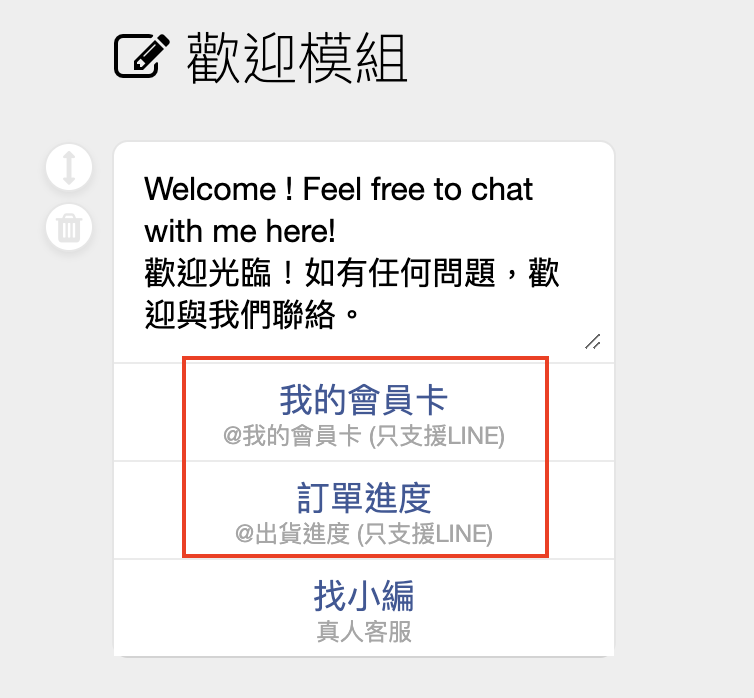 歡迎模組
Welcome ! Feel free to chat
with me here!
歡迎光臨！如有任何問題，歡
迎與我們聯絡。
我的會員卡
@我的會員卡 (只支援LINE)
訂單進度
@出貨進度 (只支援LINE)
找小編
真人客服